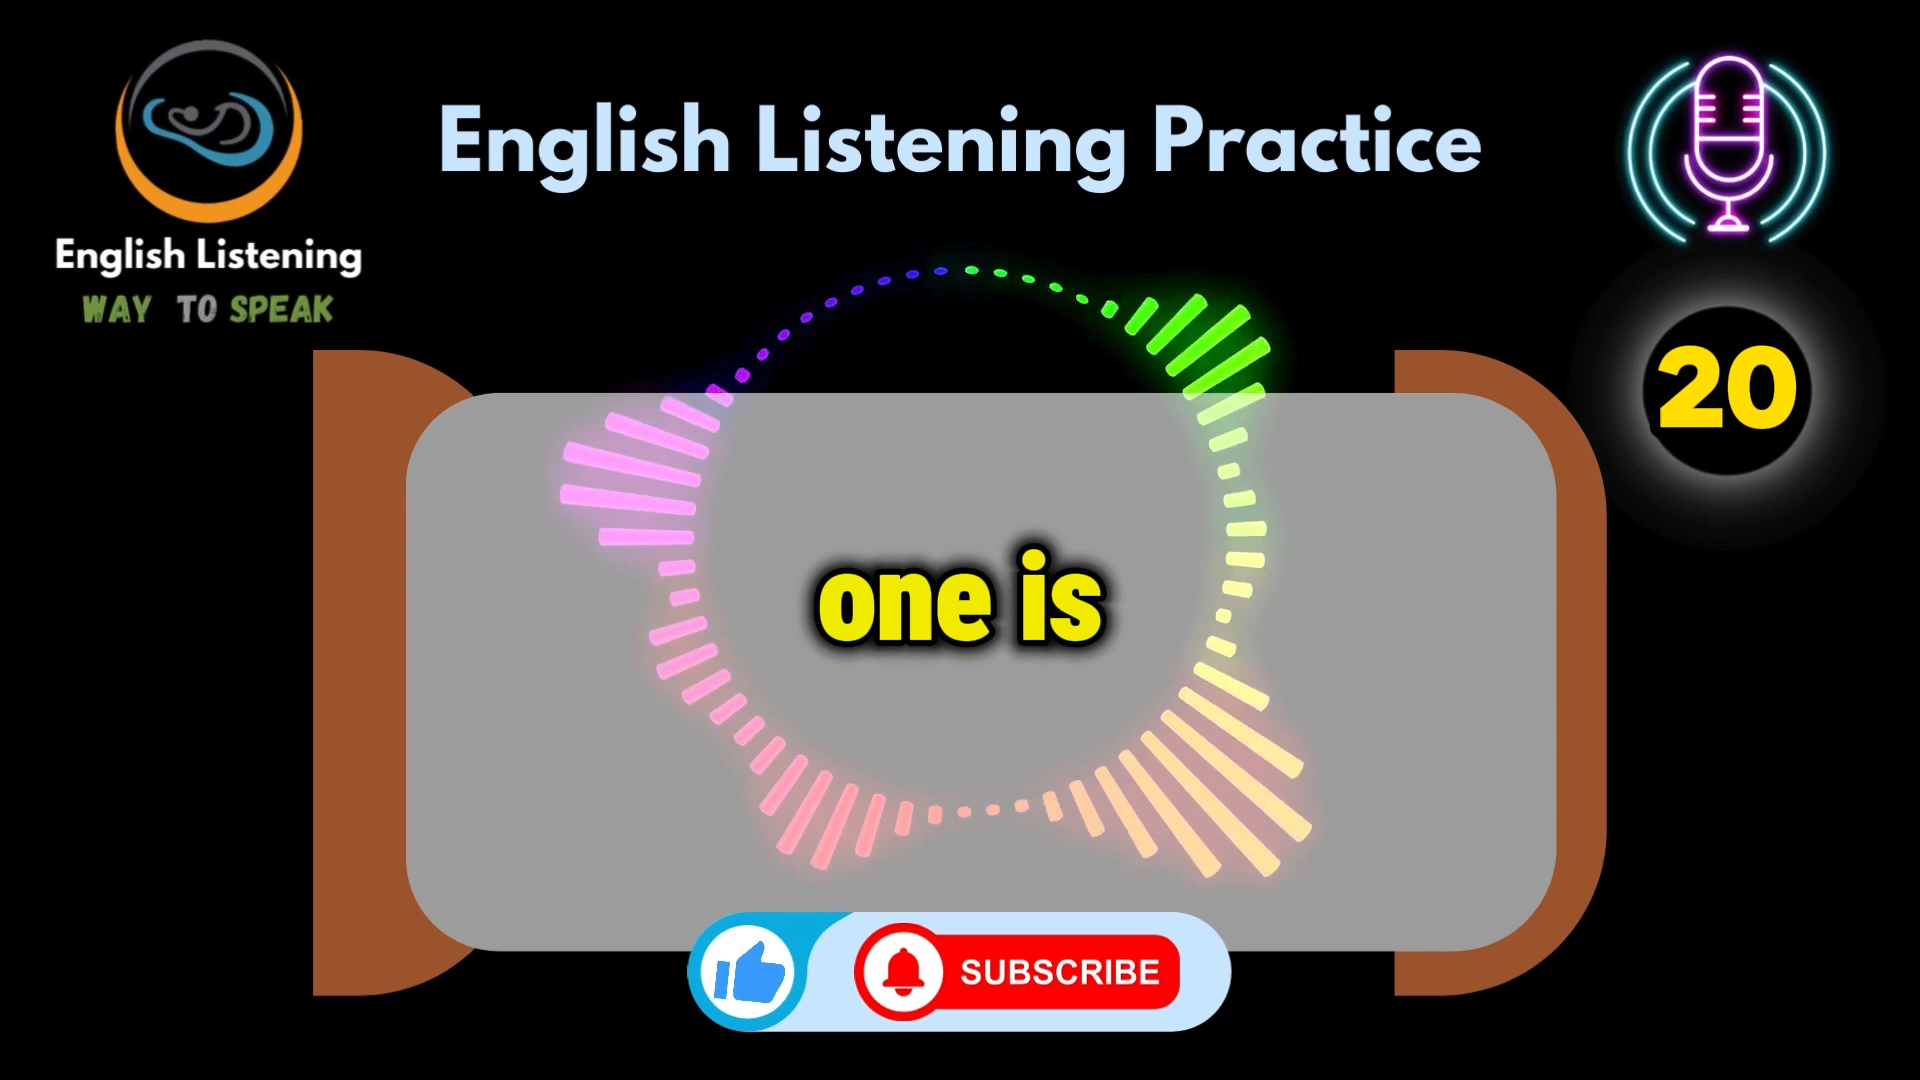 English Listening Practice
English Listening
WAY TO SPEAK
20
one is
SUBSCRIBE